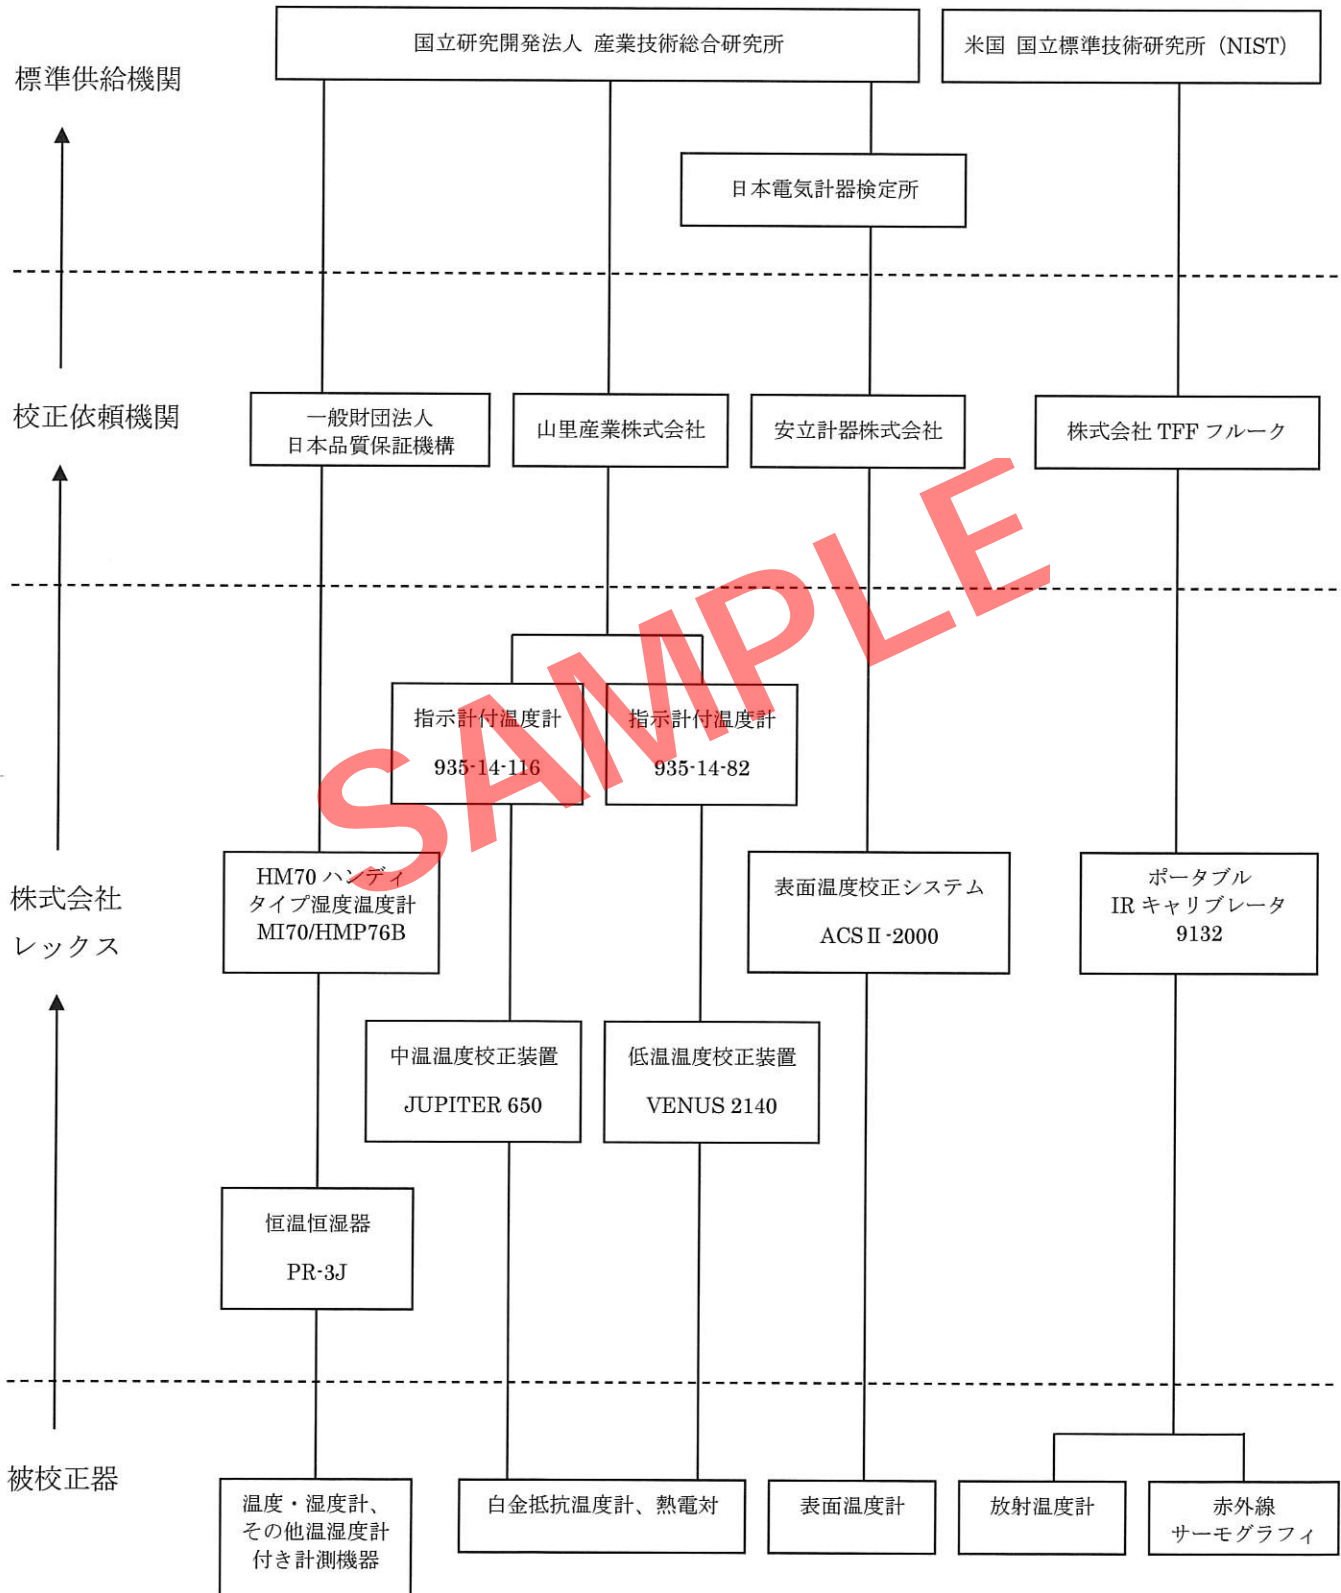 国立研究開発法人 産業技術総合研究所
米国 国立標準技術研究所（NIST）
標準供給機関
日本電気計器検定所
校正依頼機関
一般財団法人
日本品質保証機構
山里産業株式会社
安立計器株式会社
株式会社 TFF フルーク
指示計付温度計
935-14-116
指示計付温度計
935-14-82
SAMPLE
株式会社
レックス
HM70 ハンディ
タイプ湿度温度計
MI70/HMP76B
表面温度校正システム
ACSⅡ-2000
ポータブル
IR キャリブレータ
9132
中温温度校正装置
JUPITER 650
低温温度校正装置
VENUS 2140
恒温恒湿器
PR-3J
被校正器
温度・湿度計、
その他温湿度計
付き計測機器
白金抵抗温度計、熱電対
表面温度計
放射温度計
赤外線
サーモグラフィ